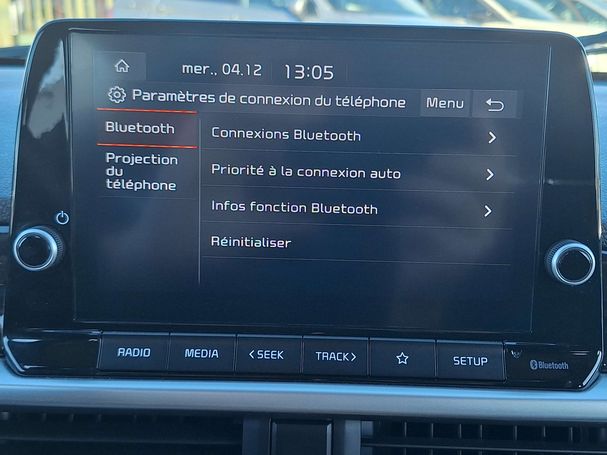 mer., 04.12 13:05
Paramètres de connexion du téléphone Menu
Bluetooth
Projection
du
téléphone
Connexions Bluetooth
Priorité à la connexion auto
Infos fonction Bluetooth
Réinitialiser
RADIO MEDIA <SEEK TRACK> SETUP
Bluetooth